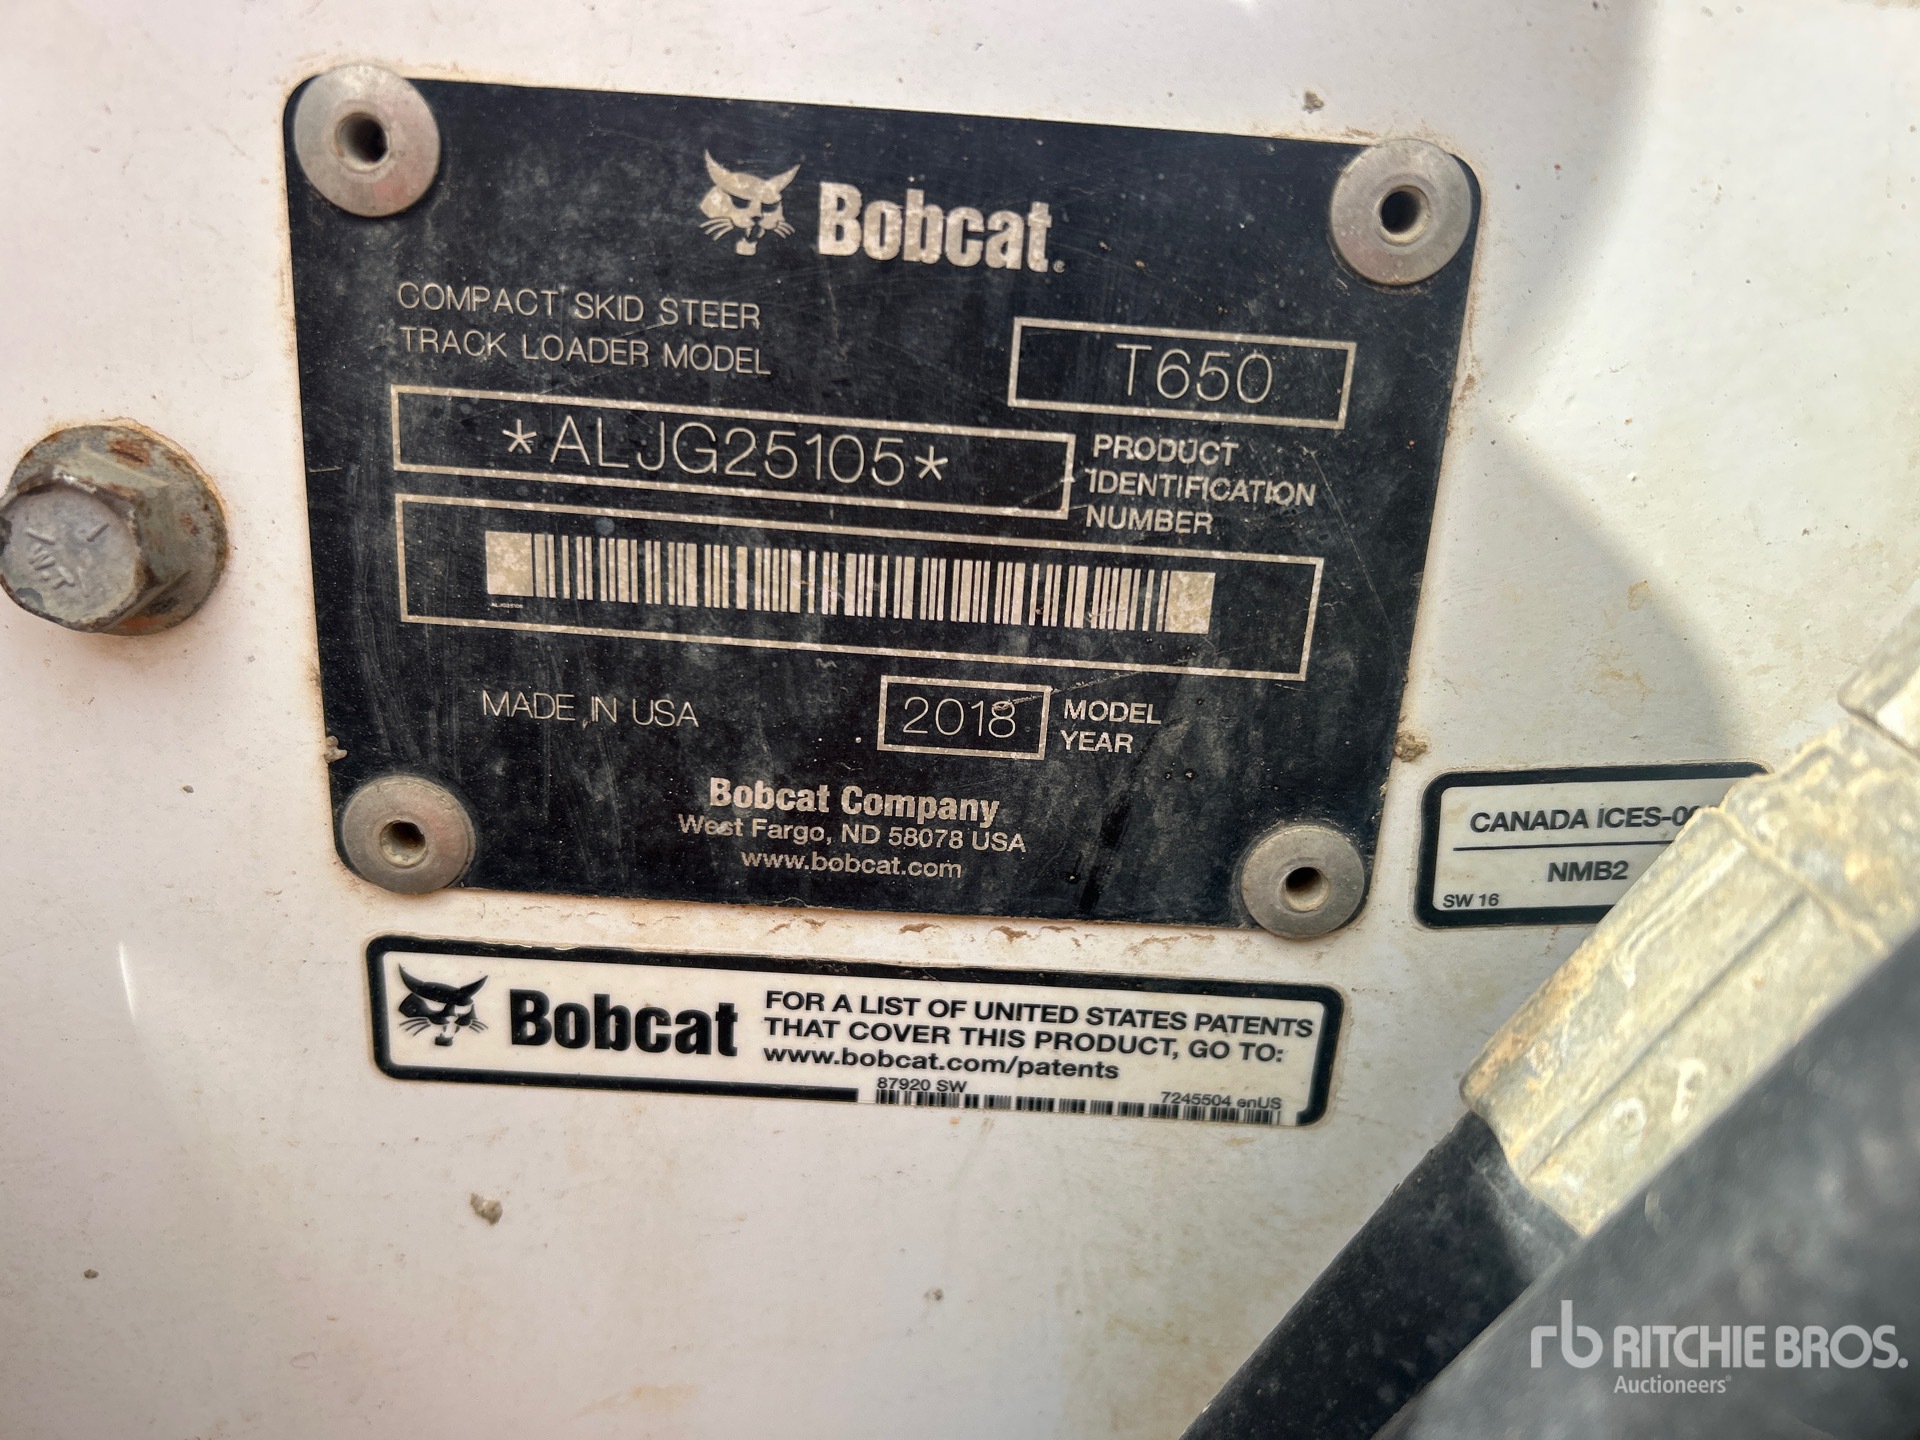 Bobcat
COMPACT SKID STEER
TRACK LOADER MODEL
T650
*ALJG25105*
PRODUCT
IDENTIFICATION
NUMBER
ALJG25105
MADE IN USA
2018
MODEL
YEAR
Bobcat Company
West Fargo, ND 58078 USA
www.bobcat.com
CANADA ICES-00
NMB2
SW 16
Bobcat
FOR A LIST OF UNITED STATES PATENTS
THAT COVER THIS PRODUCT, GO TO:
www.bobcat.com/patents
87920 SW
7245504 enUS
rb RITCHIE BROS.
Auctioneers